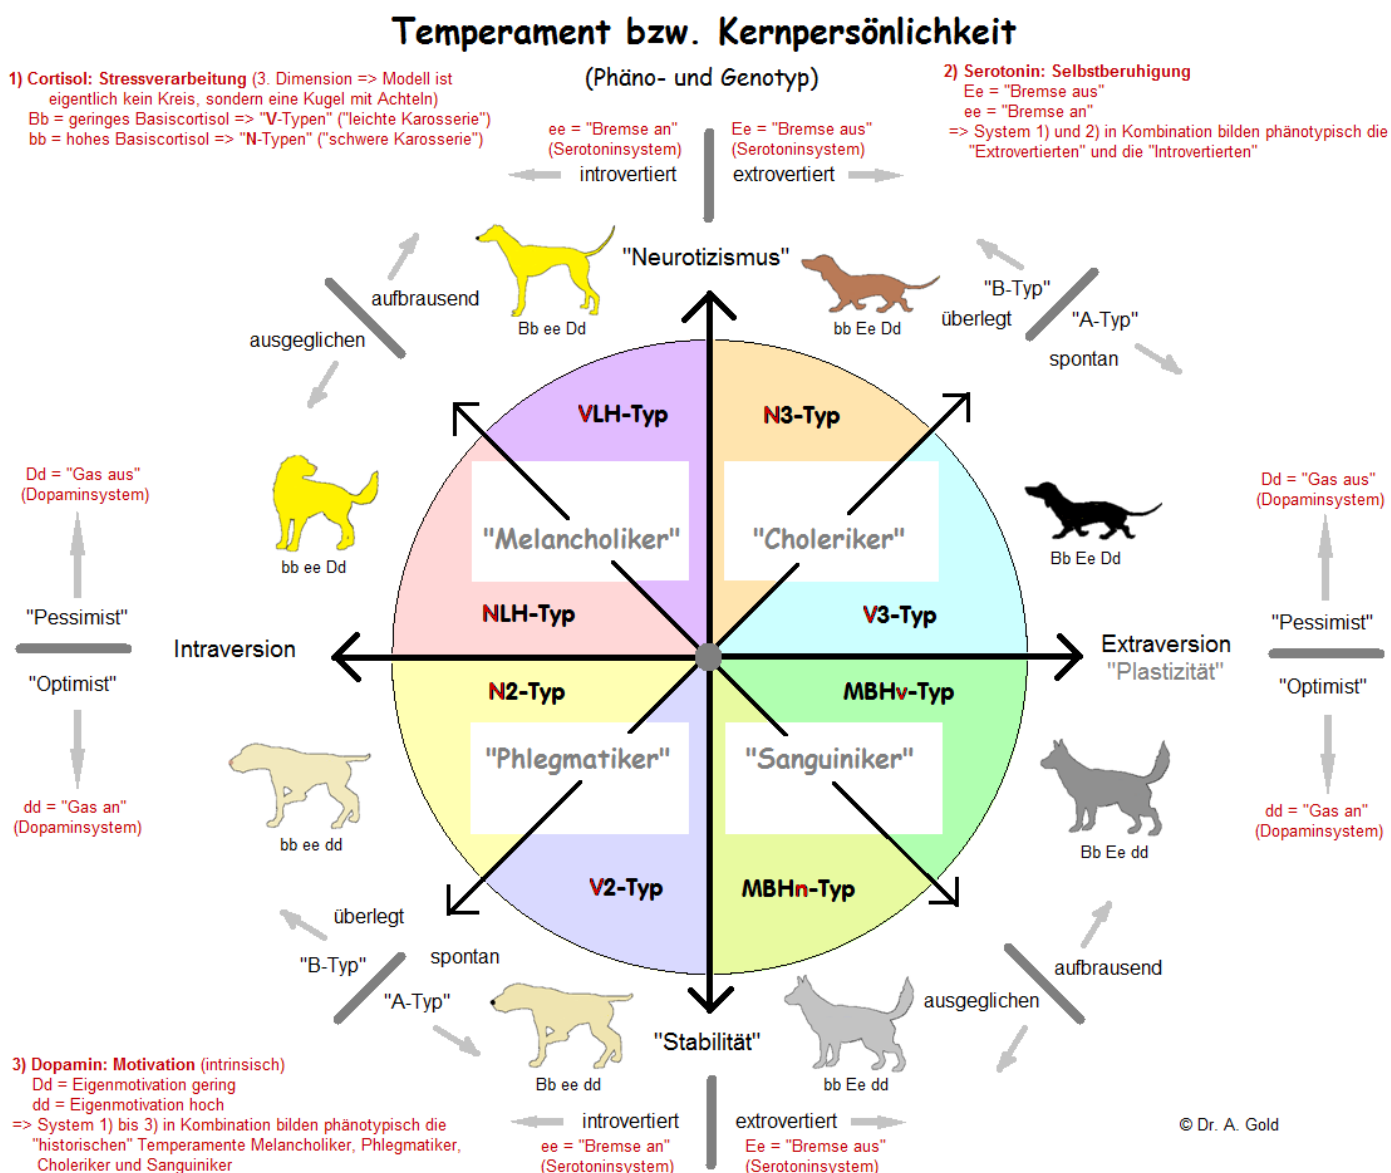 Temperament bzw. Kernpersönlichkeit
(Phäno- und Genotyp)
1) Cortisol: Stressverarbeitung (3. Dimension => Modell ist
eigentlich kein Kreis, sondern eine Kugel mit Achteln)
Bb = geringes Basiscortisol => "V-Typen" ("leichte Karosserie")
bb = hohes Basiscortisol => "N-Typen" ("schwere Karosserie")
2) Serotonin: Selbstberuhigung
Ee = "Bremse aus"
ee = "Bremse an"
=> System 1) und 2) in Kombination bilden phänotypisch die
"Extrovertierten" und die "Introvertierten"
ee = "Bremse an"
(Serotoninsystem)
introvertiert
Ee = "Bremse aus"
(Serotoninsystem)
extrovertiert
"Neurotizismus"
aufbrausend
ausgeglichen
Bb ee Dd
bb Ee Dd
"B-Typ"
überlegt
"A-Typ"
spontan
VLH-Typ
N3-Typ
Dd = "Gas aus"
(Dopaminsystem)
bb ee Dd
"Melancholiker"
"Choleriker"
Bb Ee Dd
Dd = "Gas aus"
(Dopaminsystem)
"Pessimist"
NLH-Typ
V3-Typ
"Pessimist"
Intraversion
Extraversion
"Plastizität"
"Optimist"
N2-Typ
MBHv-Typ
"Optimist"
"Phlegmatiker"
"Sanguiniker"
dd = "Gas an"
(Dopaminsystem)
bb ee dd
Bb Ee dd
dd = "Gas an"
(Dopaminsystem)
V2-Typ
MBHn-Typ
überlegt
"B-Typ"
spontan
"A-Typ"
aufbrausend
ausgeglichen
"Stabilität"
Bb ee dd
bb Ee dd
3) Dopamin: Motivation (intrinsisch)
Dd = Eigenmotivation gering
dd = Eigenmotivation hoch
=> System 1) bis 3) in Kombination bilden phänotypisch die
"historischen" Temperamente Melancholiker, Phlegmatiker,
Choleriker und Sanguiniker
introvertiert
ee = "Bremse an"
(Serotoninsystem)
extrovertiert
Ee = "Bremse aus"
(Serotoninsystem)
© Dr. A. Gold